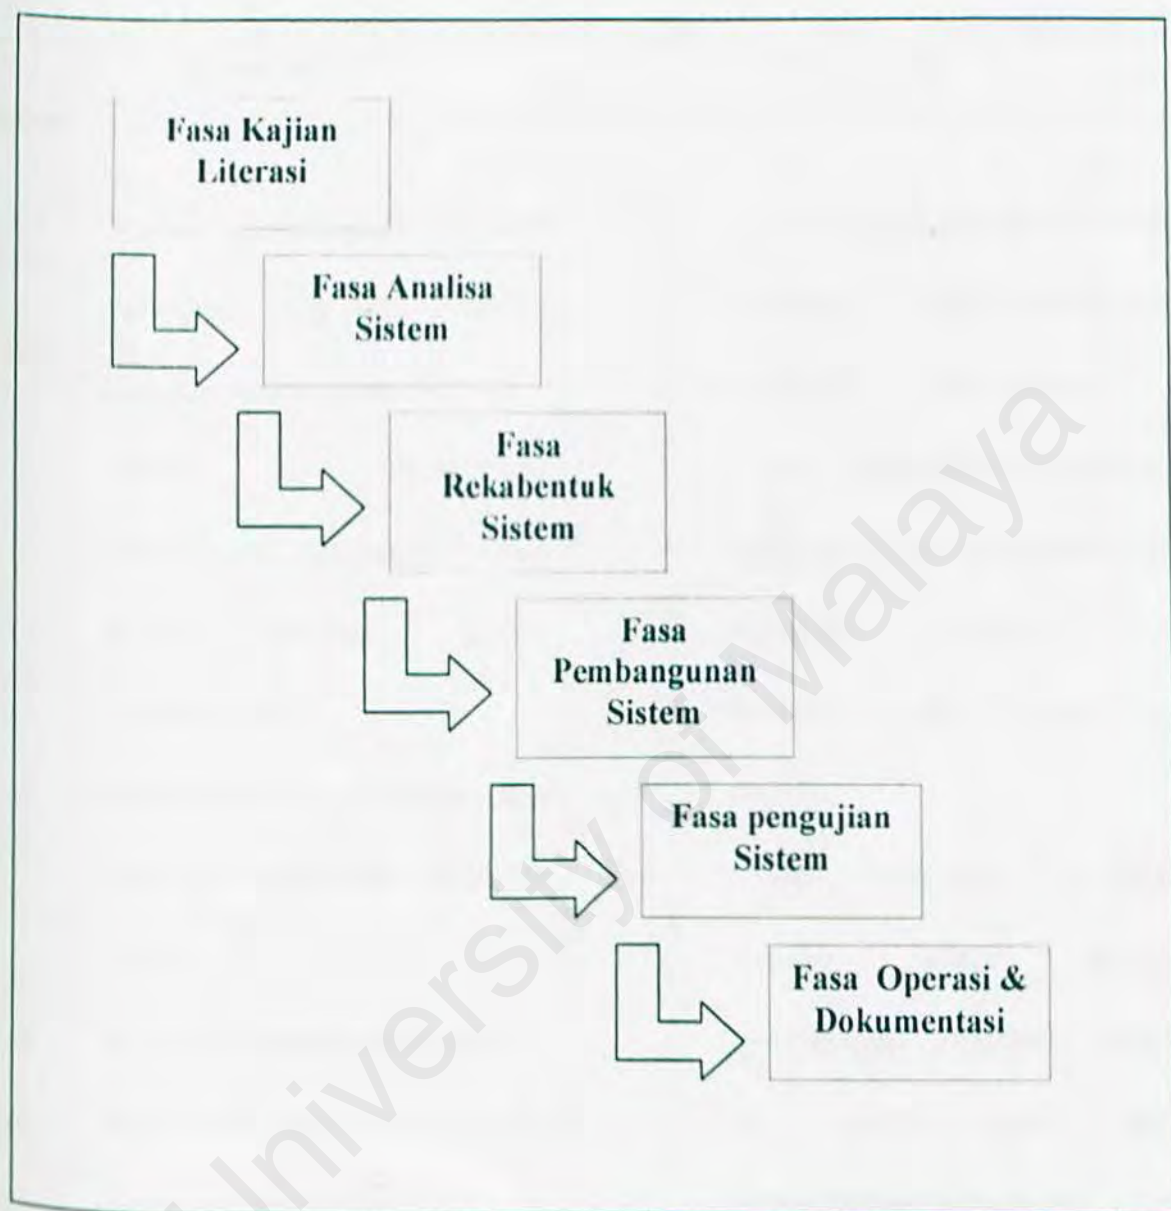 Fasa Kajian
Literasi
Fasa Analisa
Sistem
Fasa
Rekabentuk
Sistem
Fasa
Pembangunan
Sistem
Fasa pengujian
Sistem
Fasa Operasi &
Dokumentasi
University of Malaya